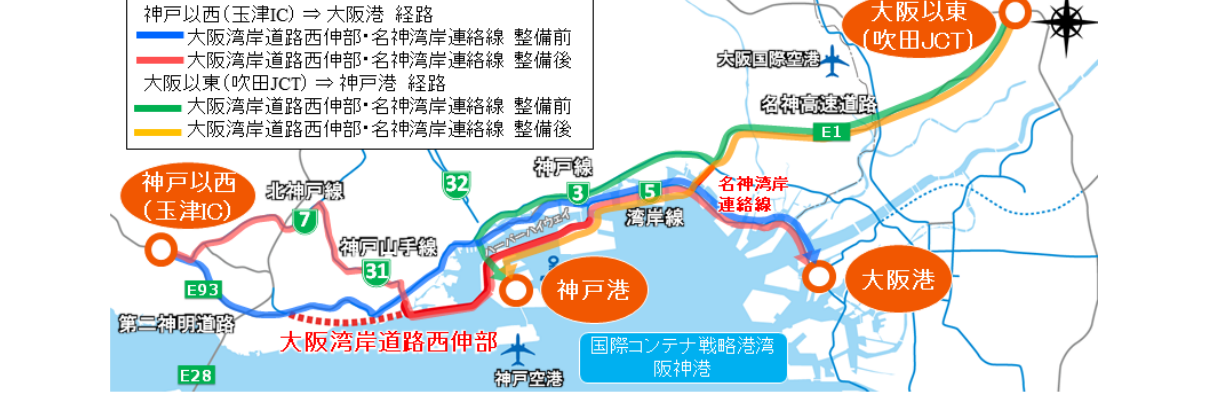 神戸以西(玉津IC) ⇒ 大阪港 経路
大阪湾岸道路西伸部・名神湾岸連絡線 整備前
大阪湾岸道路西伸部・名神湾岸連絡線 整備後
大阪以東(吹田JCT) ⇒ 神戸港 経路
大阪湾岸道路西伸部・名神湾岸連絡線 整備前
大阪湾岸道路西伸部・名神湾岸連絡線 整備後
大阪以東
(吹田JCT)
大阪国際空港
名神高速道路
E1
神戸以西
(玉津IC)
北神戸線
7
32
神戸線
3
5
湾岸線
名神湾岸
連絡線
ハーバーハイウェイ
神戸山手線
31
E93
第二神明道路
神戸港
大阪港
大阪湾岸道路西伸部
国際コンテナ戦略港湾
阪神港
神戸空港
E28